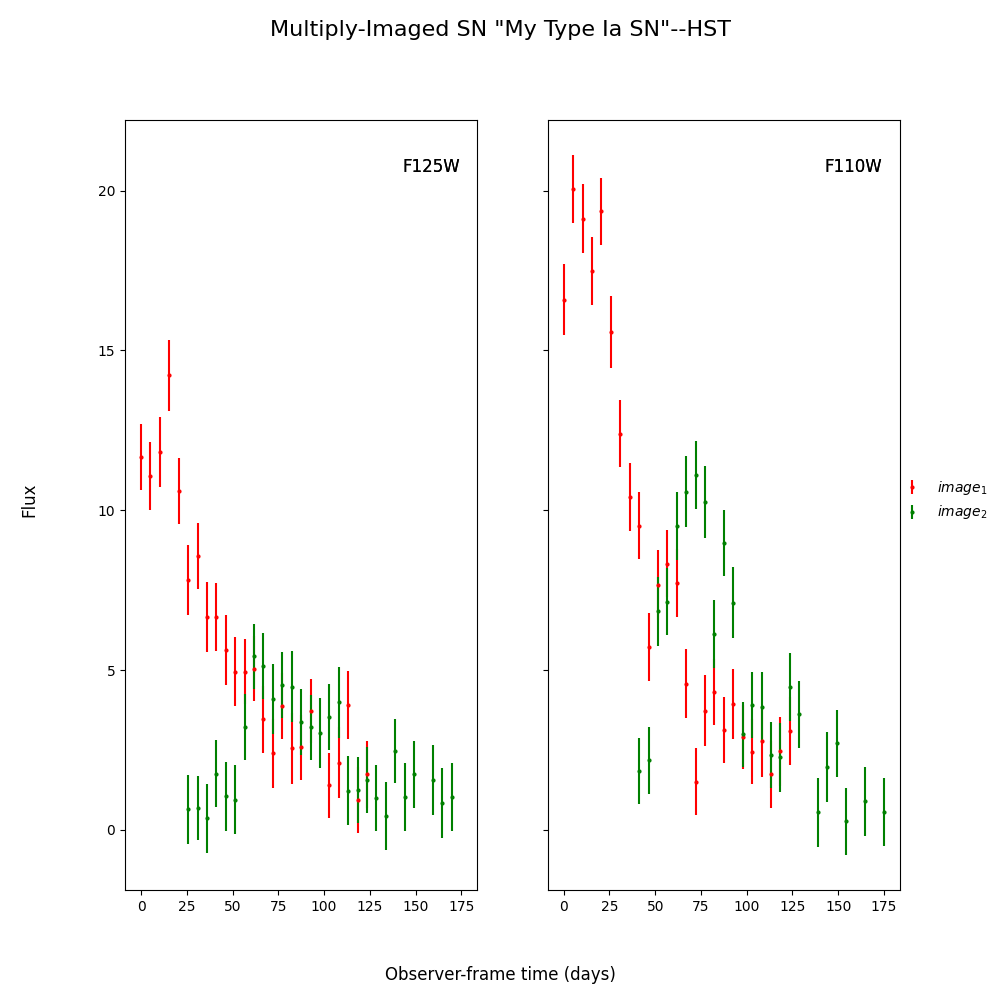 Multiply-Imaged SN "My Type Ia SN"--HST
F125W
F110W
20
15
10
5
0
Flux
image1
image2
0 25 50 75 100 125 150 175
0 25 50 75 100 125 150 175
Observer-frame time (days)